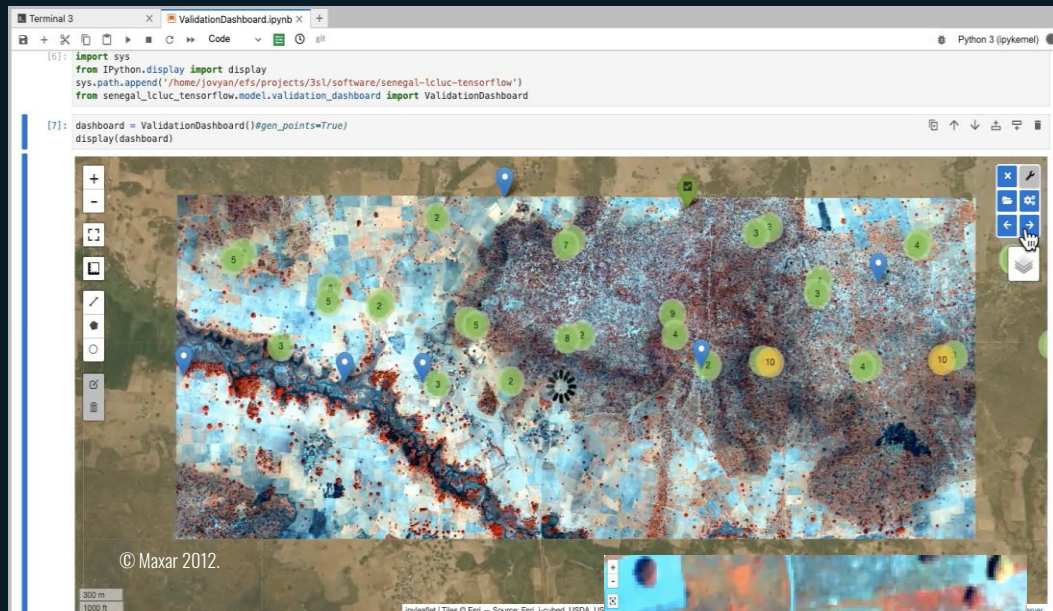 Terminal 3
ValidationDashboard.ipynb
Code
git
Python 3 (ipykernel)
[6]: import sys
from IPython.display import display
sys.path.append('/home/jovyan/efs/projects/3sl/software/senegal-lcluc-tensorflow')
from senegal_lcluc_tensorflow.model.validation_dashboard import ValidationDashboard
[7]: dashboard = ValidationDashboard()#gen_points=True)
display(dashboard)
2
7
3
4
5
5
2
3
9
5
4
8 2
3
2
10
4
10
3
2
2
© Maxar 2012.
300 m
1000 ft
ipyleaflet | Tiles © Esri — Source: Esri, i-cubed, USDA, US